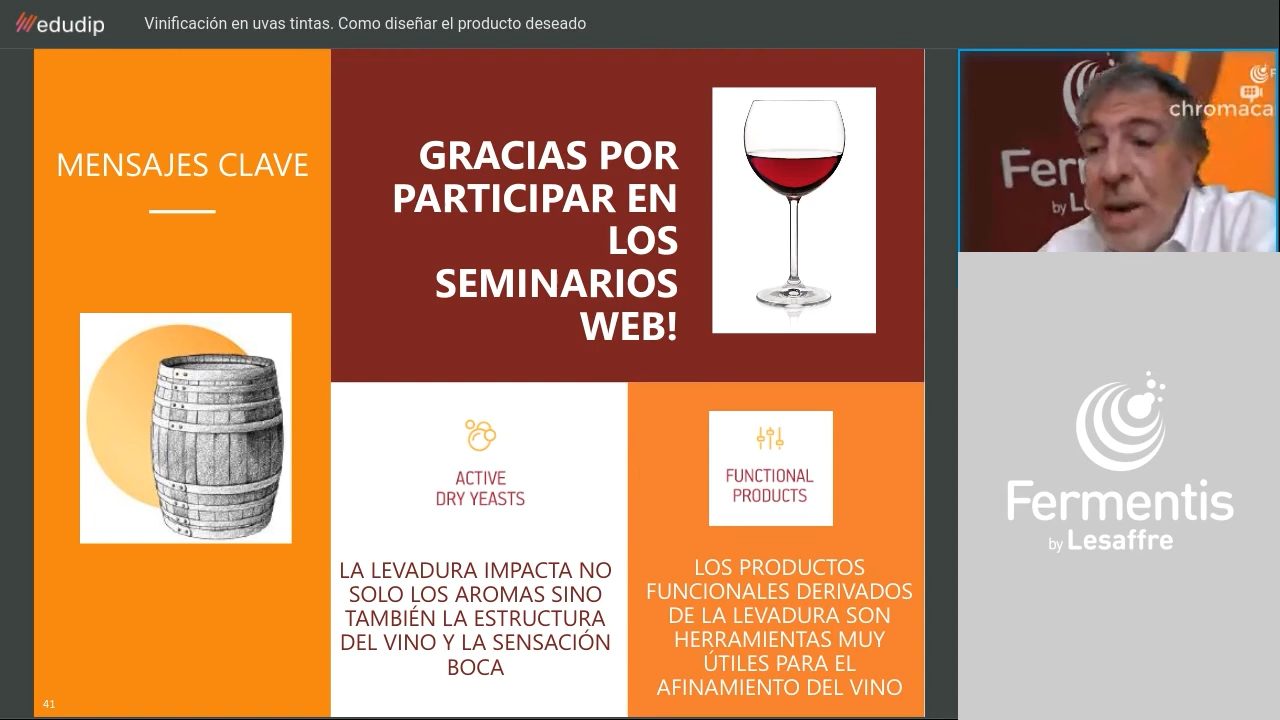 edudip
Vinificación en uvas tintas. Como diseñar el producto deseado
MENSAJES CLAVE
GRACIAS POR
PARTICIPAR EN
LOS
SEMINARIOS
WEB!
ACTIVE
DRY YEASTS
LA LEVADURA IMPACTA NO
SOLO LOS AROMAS SINO
TAMBIÉN LA ESTRUCTURA
DEL VINO Y LA SENSACIÓN
BOCA
FUNCTIONAL
PRODUCTS
LOS PRODUCTOS
FUNCIONALES DERIVADOS
DE LA LEVADURA SON
HERRAMIENTAS MUY
ÚTILES PARA EL
AFINAMIENTO DEL VINO
41
chromaca
Fer
by L
Fermentis
by Lesaffre